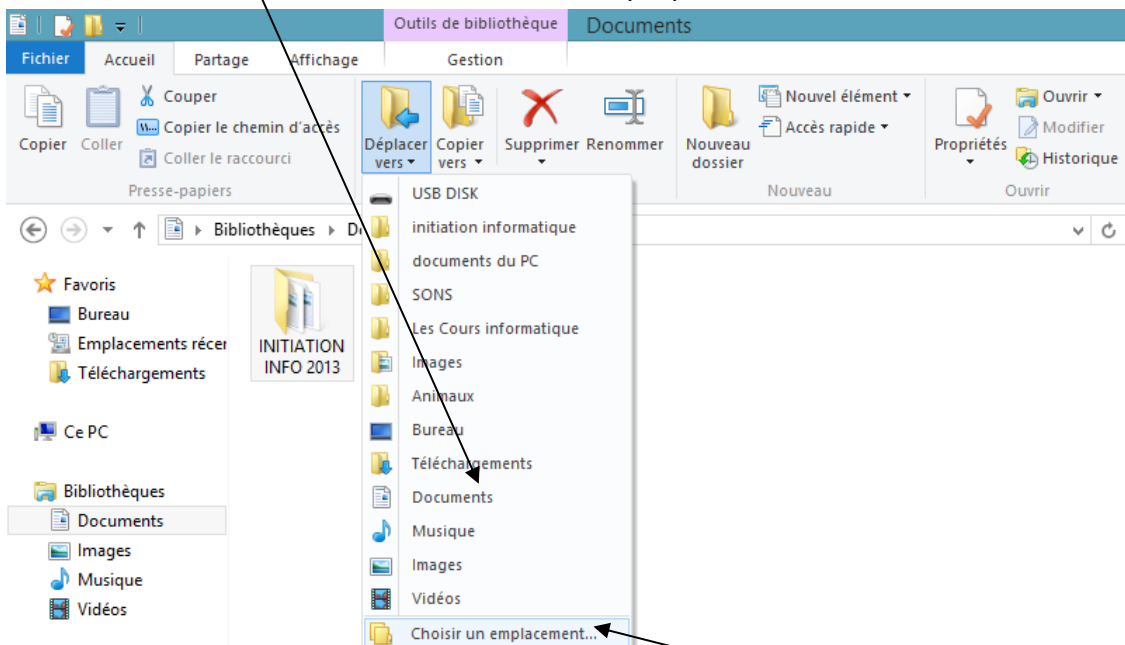 Outils de bibliothèque Documents
Fichier Accueil Partage Affichage Gestion
Copier
Coller
Couper
Copier le chemin d'accès
Coller le raccourci
Presse-papiers
Déplacer
vers
Copier
vers
Supprimer
Renommer
Nouveau
dossier
Nouvel élément
Accès rapide
Nouveau
Propriétés
Ouvrir
Modifier
Historique
Ouvrir
Bibliothèques
Favoris
Bureau
Emplacements récer
Téléchargements
Ce PC
Bibliothèques
Documents
Images
Musique
Vidéos
INITIATION
INFO 2013
USB DISK
initiation informatique
documents du PC
SONS
Les Cours informatique
Images
Animaux
Bureau
Téléchargements
Documents
Musique
Images
Vidéos
Choisir un emplacement...